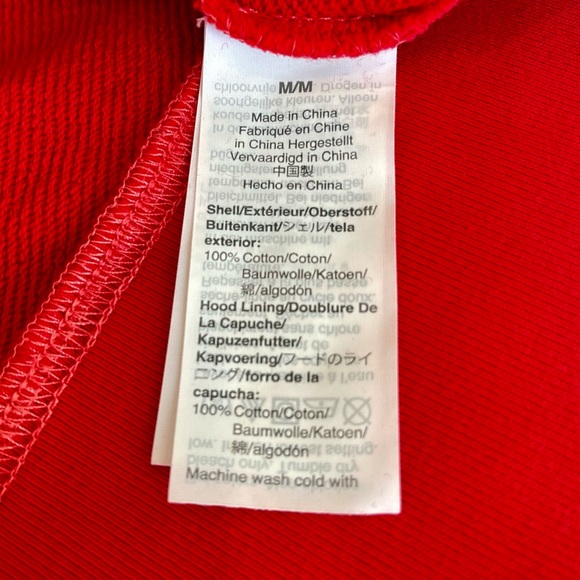 M/M
Made in China
Fabriqué en Chine
in China Hergestellt
Vervaardigd in China
中国製
Hecho en China
Shell/Extérieur/Oberstoff/
Buitenkant/シェル/tela
exterior:
100% Cotton/Coton/
Baumwolle/Katoen/
綿/algodón
Hood Lining/Doublure De
La Capuche/
Kapuzenfutter/
Kapvoering/フードのライ
ニング/forro de la
capucha:
100% Cotton/Coton/
Baumwolle/Katoen/
綿/algodón
Machine wash cold with